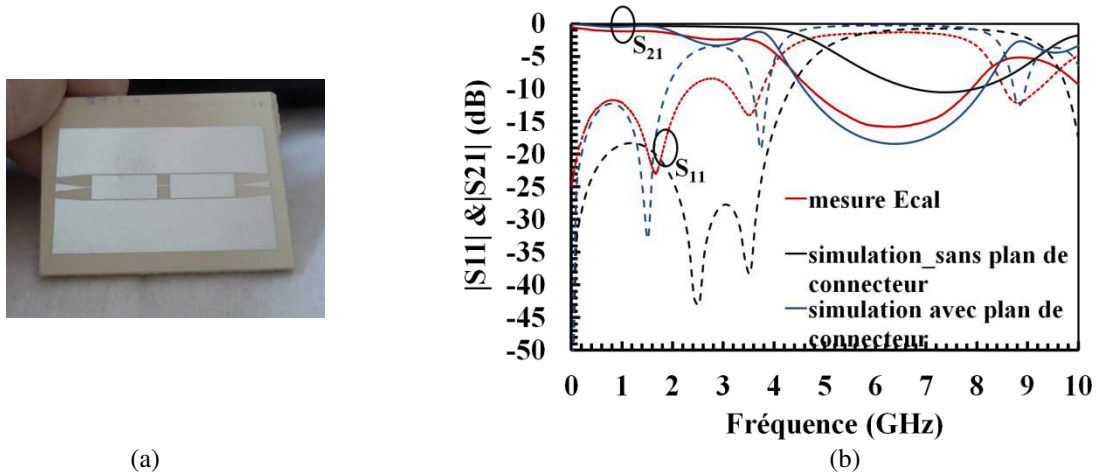 |S11| &|S21| (dB)
0
-5
-10
-15
-20
-25
-30
-35
-40
-45
-50
S21
S11
mesure Ecal
simulation_sans plan de
connecteur
simulation avec plan de
connecteur
0 1 2 3 4 5 6 7 8 9 10
Fréquence (GHz)
(a)
(b)